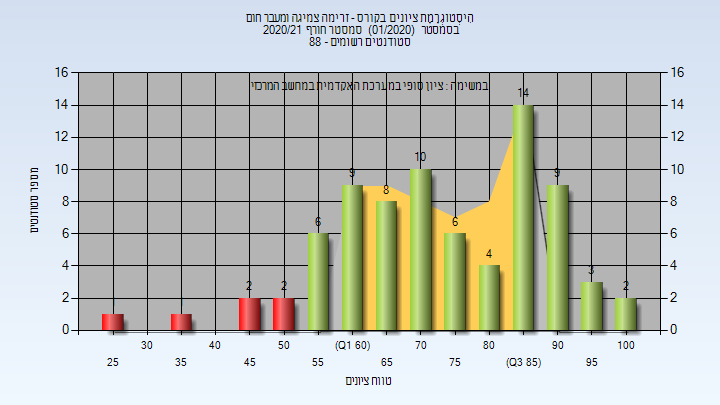 היסטוגרמת ציונים בקורס - זרימה צמיגה ומעבר חום
בסמסטר (01/2020) סמסטר חורף 2020/21
סטודנטים רשומים - 88
במשימה : ציון סופי במערכת האקדמית במחשב המרכזי
מספר סטודנטים
16 16
14 14
12 12
10 10
8 8
6 6
4 4
2 2
0 0
2 2 6 9 8 10 6 4 14 9 3 2
30 40 50 (Q1 60) 70 80 90 100
25 35 45 55 65 75 (Q3 85) 95
טווח ציונים